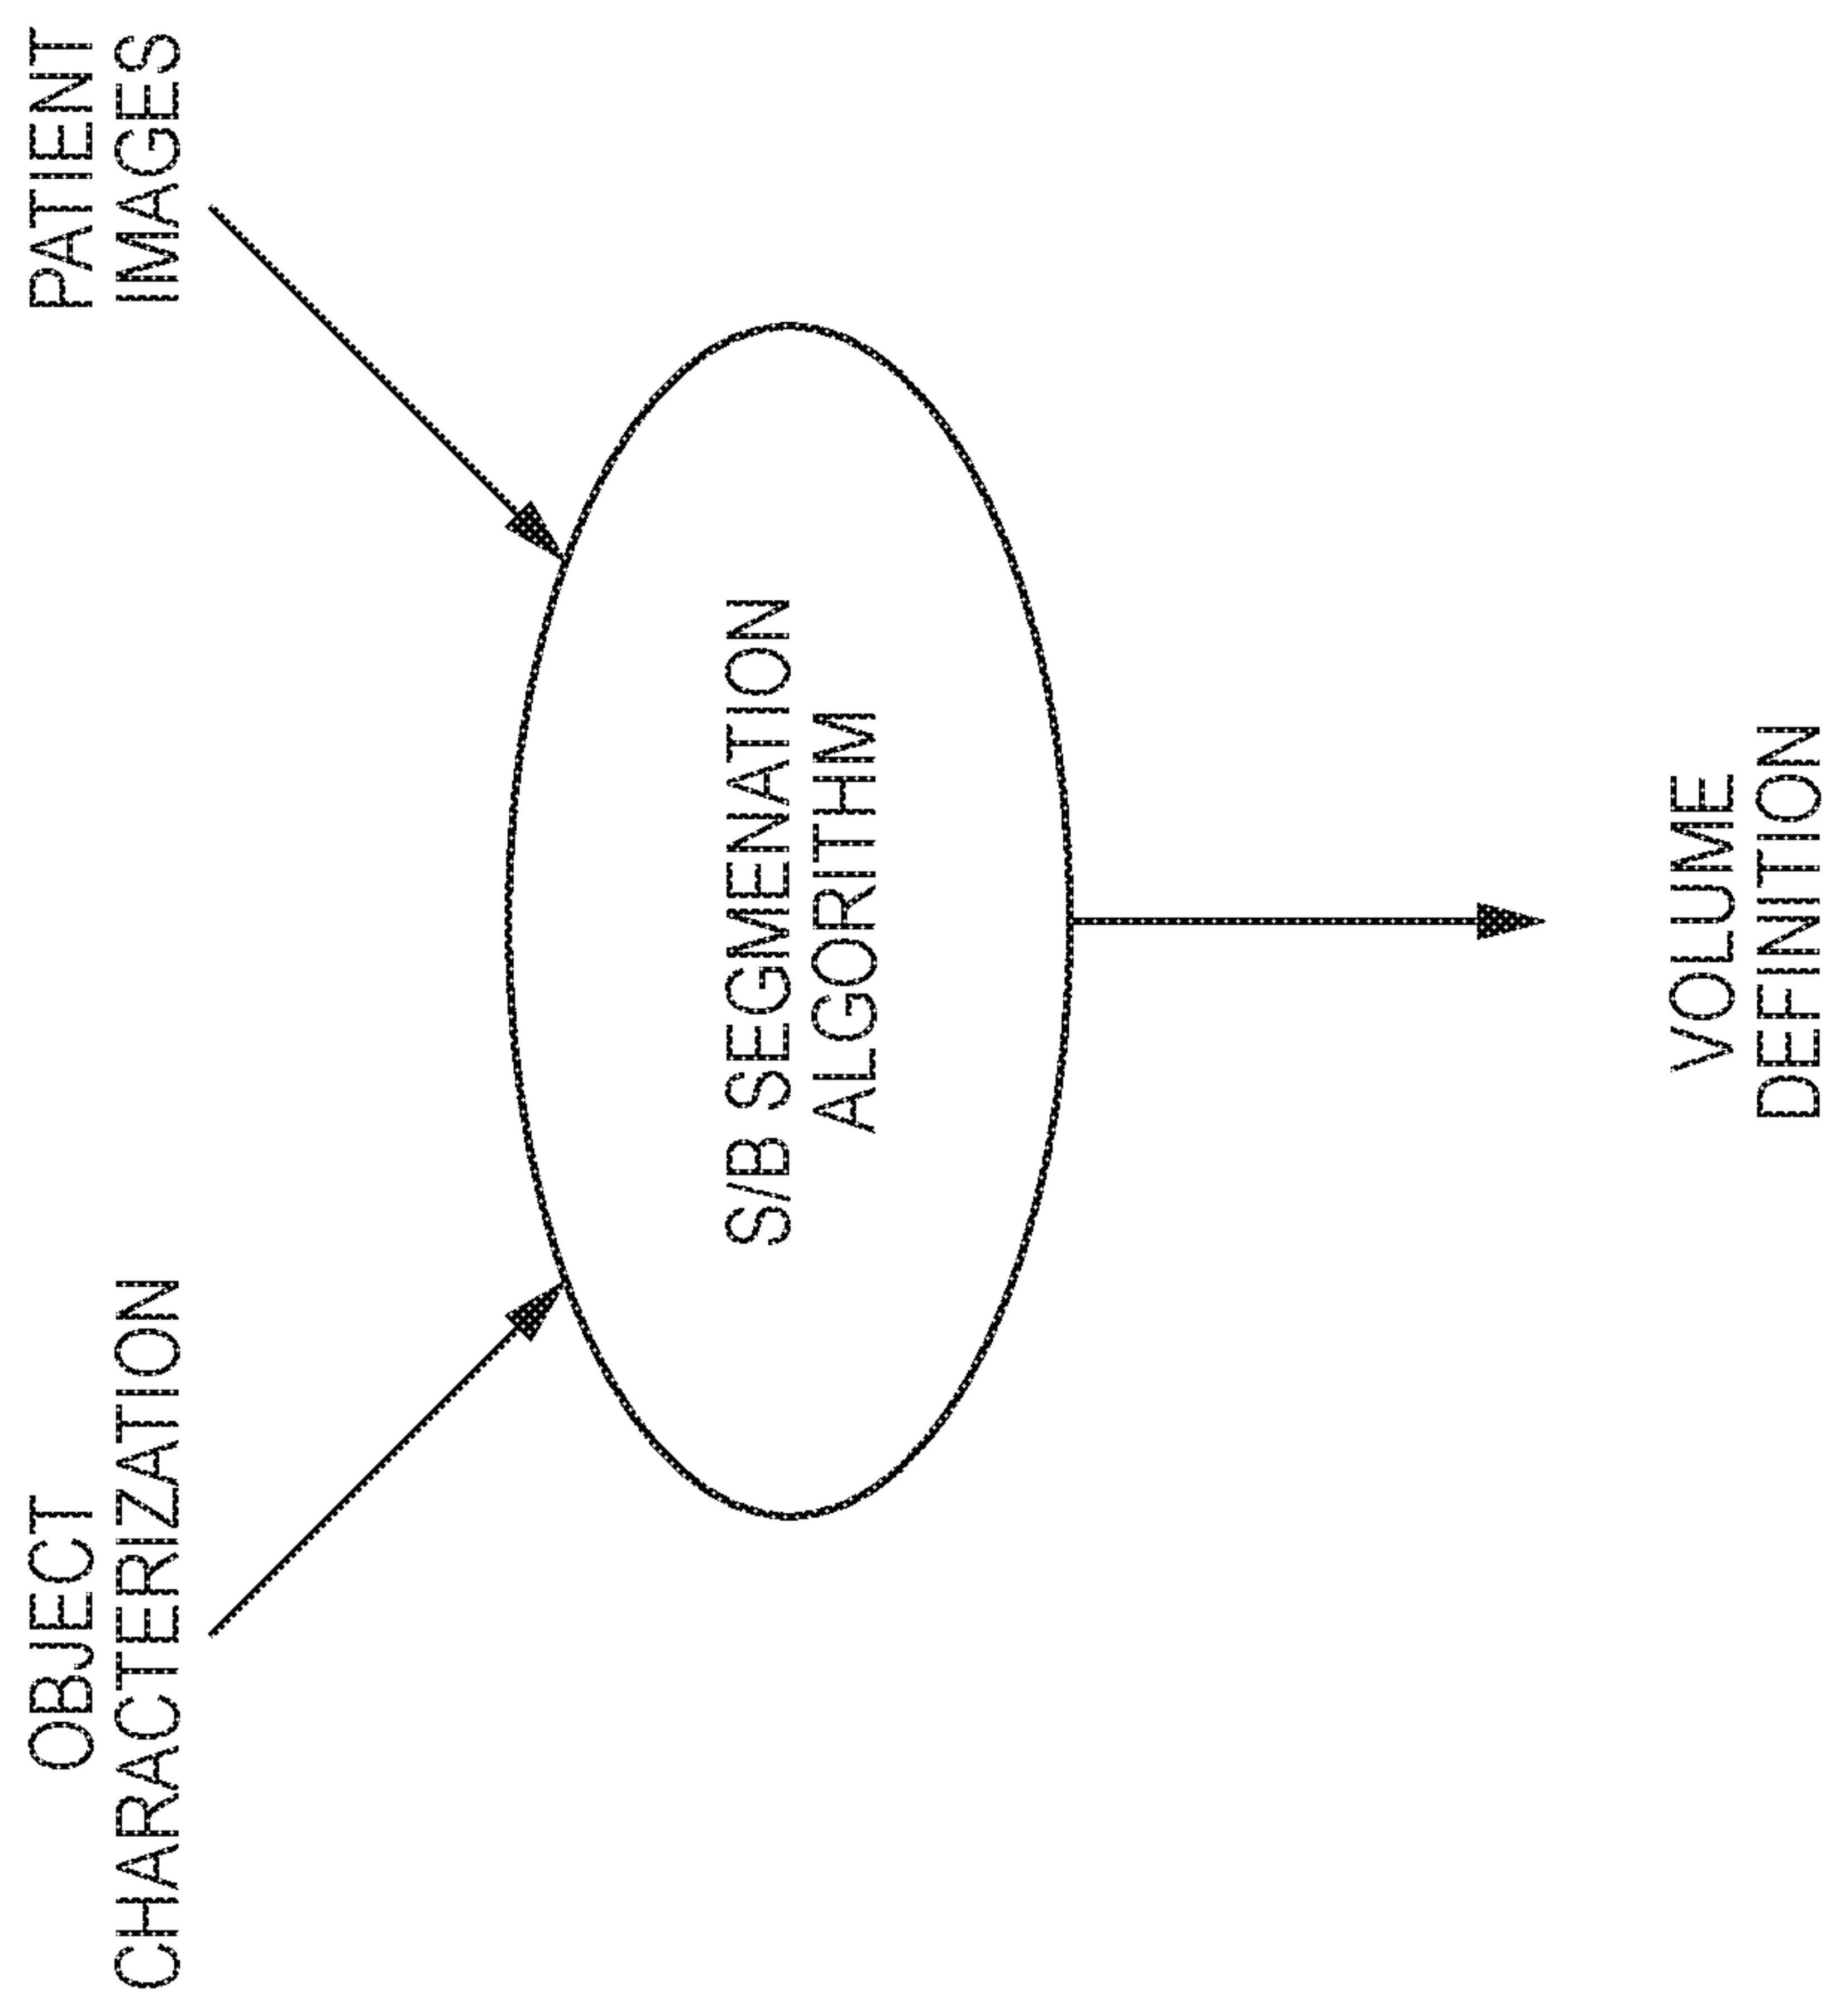 OBJECT
CHARACTERIZATION
PATIENT
IMAGES
S/B SEGMENATION
ALGORITHM
VOLUME
DEFINITION